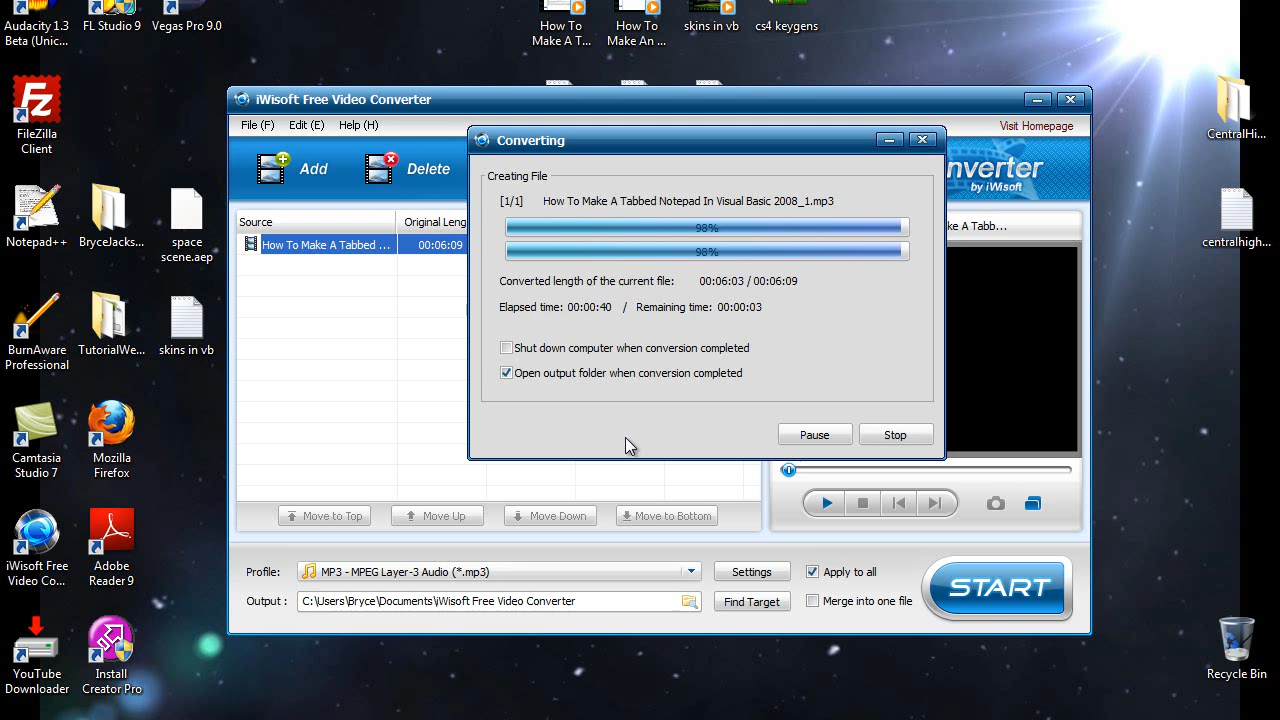 Audacity 1.3
Beta (Unic...
FL Studio 9
Vegas Pro 9.0
How To
Make A T...
How To
Make An ...
skins in vb
cs4 keygens
FileZilla
Client
CentralHi...
Notepad++
BryceJacks...
space
scene.aep
centralhigh...
BurnAware
Professional
TutorialWe...
skins in vb
Camtasia
Studio 7
Mozilla
Firefox
iWisoft Free
Video Co...
Adobe
Reader 9
YouTube
Downloader
Install
Creator Pro
Recycle Bin
iWisoft Free Video Converter
File (F) Edit (E) Help (H)
Visit Homepage
Add
Delete
nverter
by iWisoft
Source
Original Leng
How To Make A Tabbed ...
00:06:09
ke A Tabb...
Converting
Creating File
[1/1] How To Make A Tabbed Notepad In Visual Basic 2008_1.mp3
98%
98%
Converted length of the current file: 00:06:03 / 00:06:09
Elapsed time: 00:00:40 / Remaining time: 00:00:03
Shut down computer when conversion completed
Open output folder when conversion completed
Pause
Stop
Move to Top
Move Up
Move Down
Move to Bottom
Profile: MP3 - MPEG Layer-3 Audio (*.mp3)
Settings
Apply to all
Output : C:\Users\Bryce\Documents\iWisoft Free Video Converter
Find Target
Merge into one file
START